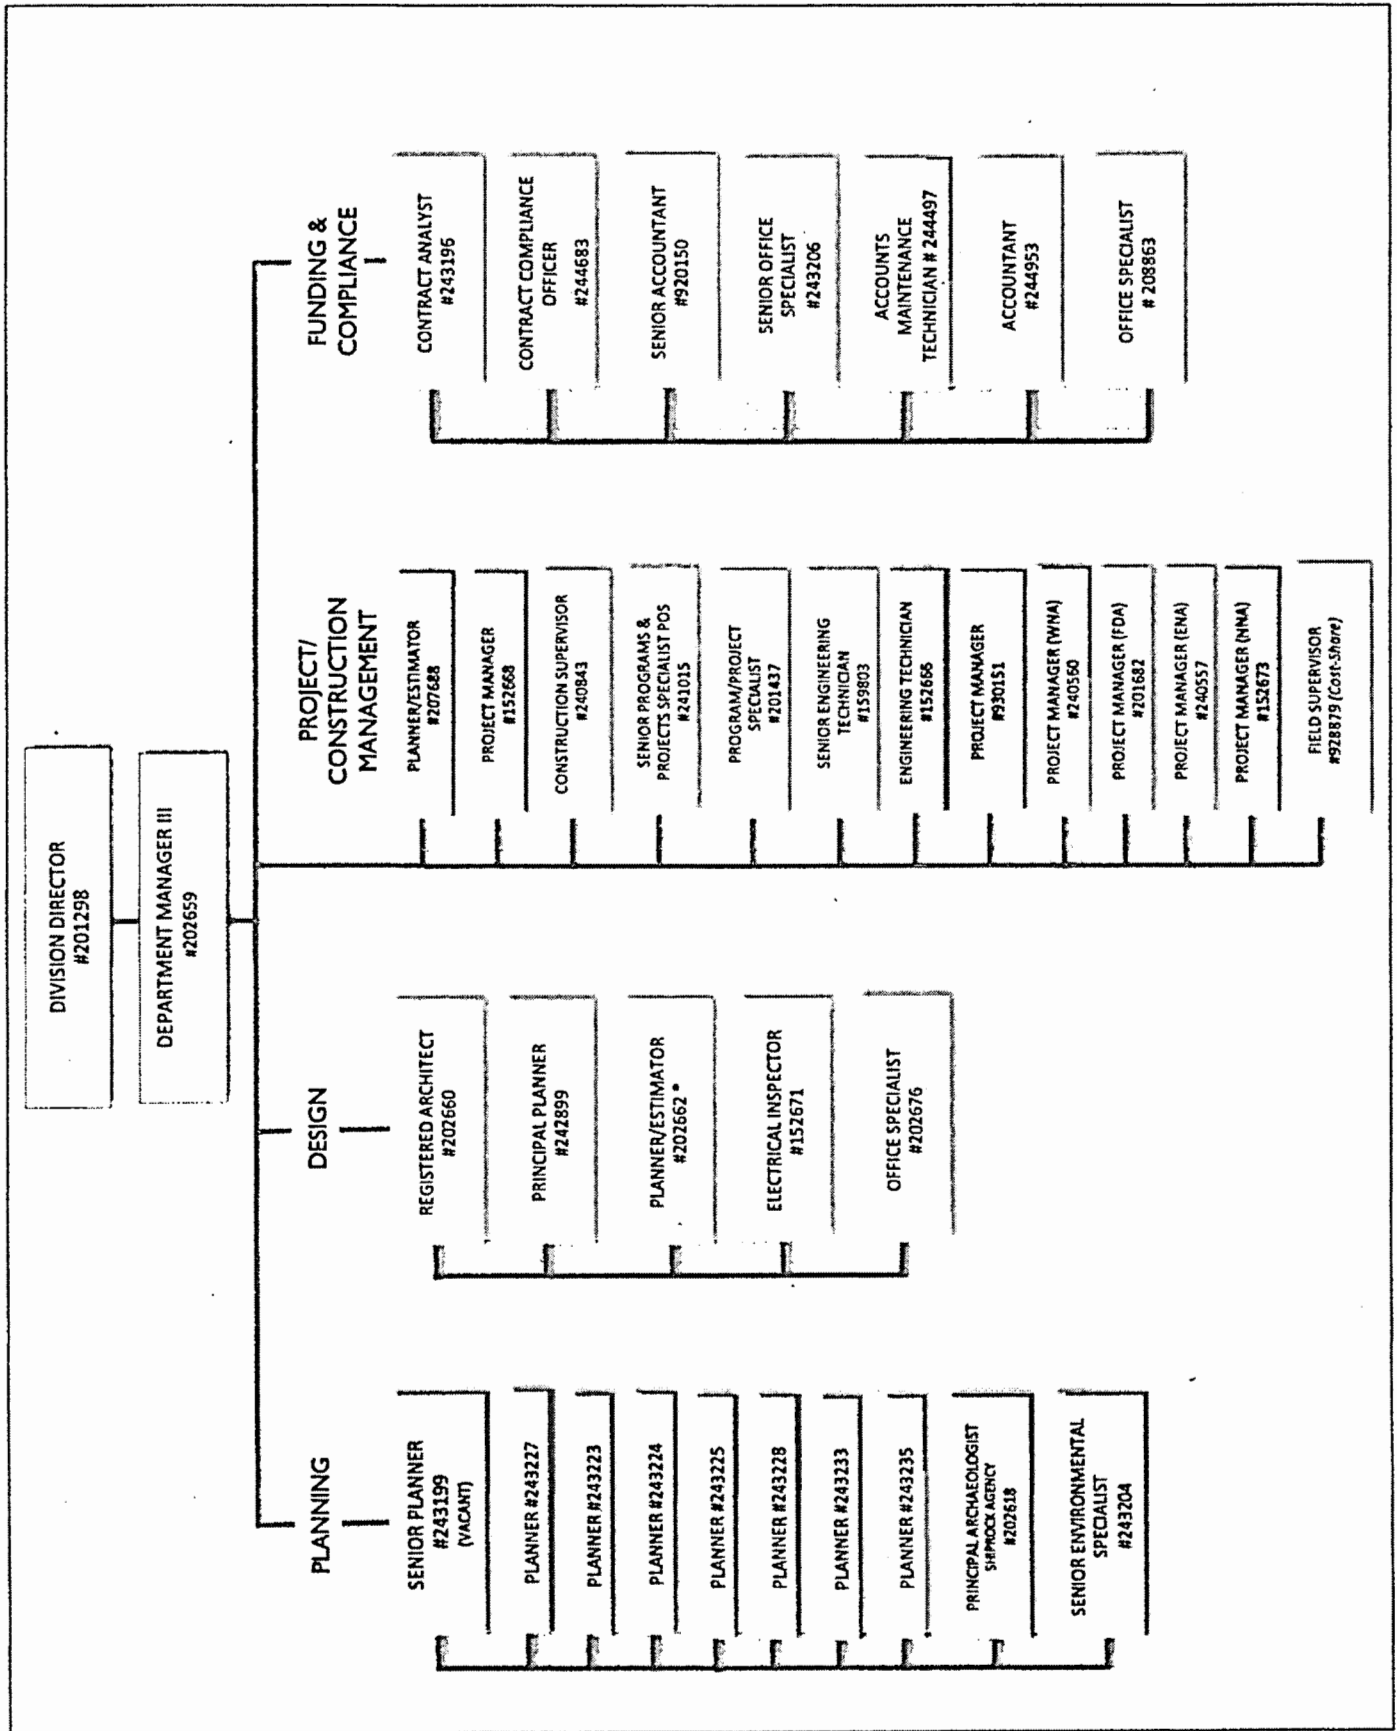 DIVISION DIRECTOR
#201298
DEPARTMENT MANAGER III
#202659
PLANNING
SENIOR PLANNER
#243199
(VACANT)
PLANNER #243227
PLANNER #243223
PLANNER #243224
PLANNER #243225
PLANNER #243228
PLANNER #243233
PLANNER #243235
PRINCIPAL ARCHAEOLOGIST
SHIPROCK AGENCY
#202618
SENIOR ENVIRONMENTAL
SPECIALIST
#243204
DESIGN
REGISTERED ARCHITECT
#202660
PRINCIPAL PLANNER
#242899
PLANNER/ESTIMATOR
#202662 *
ELECTRICAL INSPECTOR
#152671
OFFICE SPECIALIST
#202676
PROJECT/
CONSTRUCTION
MANAGEMENT
PLANNER/ESTIMATOR
#207688
PROJECT MANAGER
#152668
CONSTRUCTION SUPERVISOR
#240843
SENIOR PROGRAMS &
PROJECTS SPECIALIST POS
#241015
PROGRAM/PROJECT
SPECIALIST
#201437
SENIOR ENGINEERING
TECHNICIAN
#159803
ENGINEERING TECHNICIAN
#152666
PROJECT MANAGER
#930151
PROJECT MANAGER (WNA)
#240560
PROJECT MANAGER (FDA)
#201682
PROJECT MANAGER (ENA)
#240557
PROJECT MANAGER (NNA)
#152673
FIELD SUPERVISOR
#928879 (Cost-Share)
FUNDING &
COMPLIANCE
CONTRACT ANALYST
#243196
CONTRACT COMPLIANCE
OFFICER
#244683
SENIOR ACCOUNTANT
#920150
SENIOR OFFICE
SPECIALIST
#243206
ACCOUNTS
MAINTENANCE
TECHNICIAN # 244497
ACCOUNTANT
#244953
OFFICE SPECIALIST
# 208863